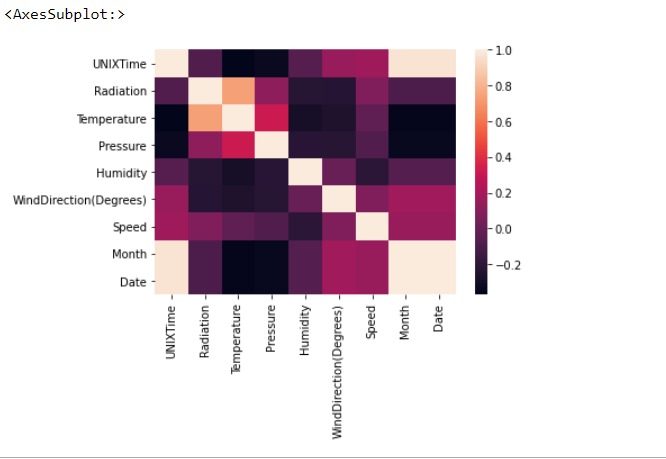 <AxesSubplot:>
UNIXTime
Radiation
Temperature
Pressure
Humidity
WindDirection(Degrees)
Speed
Month
Date
UNIXTime
Radiation
Temperature
Pressure
Humidity
WindDirection(Degrees)
Speed
Month
Date
1.0
0.8
0.6
0.4
0.2
0.0
−0.2